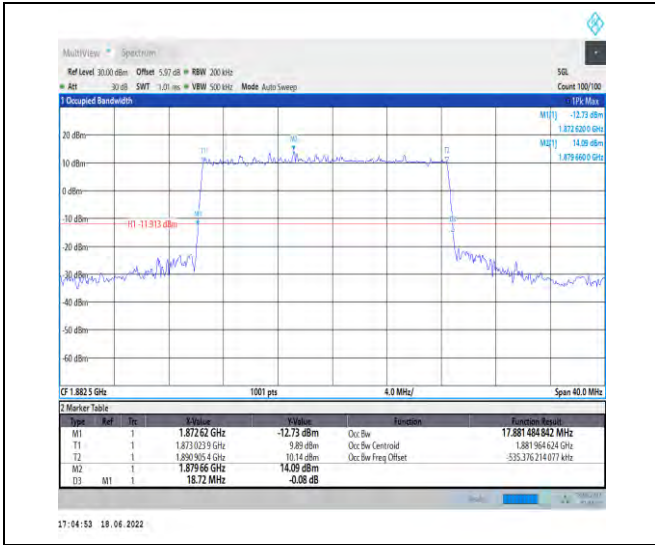 MultiView Spectrum
Ref Level 30.00 dBm Offset 5.97 dB RBW 200 kHz SGL
Att 30 dB SWT 1.01 ms VBW 500 kHz Mode Auto Sweep Count 100/100
1 Occupied Bandwidth 1Pk Max
M1[1] -12.73 dBm
1.872 620 0 GHz
M2[1] 14.09 dBm
1.879 660 0 GHz
20 dBm
T1 M2 T2
10 dBm
0 dBm
-10 dBm
M1
H1 -11.913 dBm
-20 dBm
-30 dBm
-40 dBm
-50 dBm
-60 dBm
CF 1.882 5 GHz 1001 pts 4.0 MHz/ Span 40.0 MHz
2 Marker Table
Type Ref Trc X-Value Y-Value Function Function Result
M1 1 1.872 62 GHz -12.73 dBm Occ Bw 17.881 484 842 MHz
T1 1 1.873 023 9 GHz 9.89 dBm Occ Bw Centroid 1.881 964 624 GHz
T2 1 1.890 905 4 GHz 10.14 dBm Occ Bw Freq Offset -535.376 214 077 kHz
M2 1 1.879 66 GHz 14.09 dBm
D3 M1 1 18.72 MHz -0.08 dB
17:04:53 18.06.2022